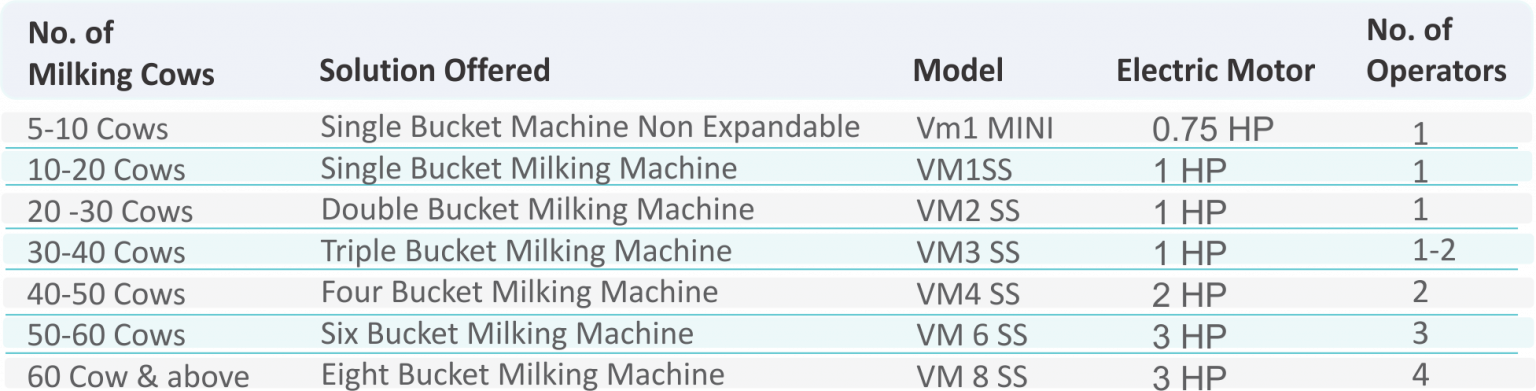 No. of Milking Cows Solution Offered Model Electric Motor No. of Operators
5-10 Cows Single Bucket Machine Non Expandable Vm1 MINI 0.75 HP 1
10-20 Cows Single Bucket Milking Machine VM1SS 1 HP 1
20 -30 Cows Double Bucket Milking Machine VM2 SS 1 HP 1
30-40 Cows Triple Bucket Milking Machine VM3 SS 1 HP 1-2
40-50 Cows Four Bucket Milking Machine VM4 SS 2 HP 2
50-60 Cows Six Bucket Milking Machine VM 6 SS 3 HP 3
60 Cow & above Eight Bucket Milking Machine VM 8 SS 3 HP 4